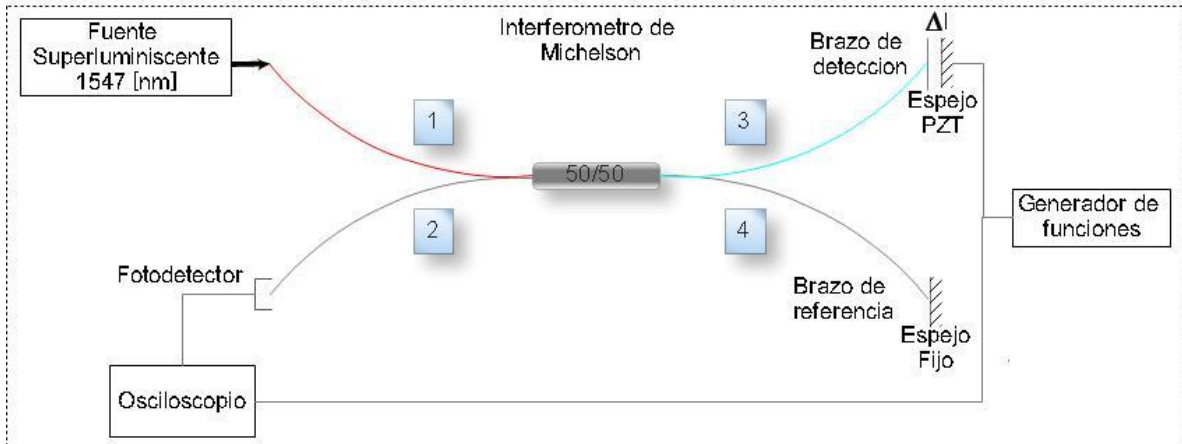 Fuente
Superluminiscente
1547 [nm]
Interferometro de
Michelson
Δl
Brazo de
deteccion
Espejo
PZT
1
3
50/50
2
4
Generador de
funciones
Fotodetector
Brazo de
referencia
Espejo
Fijo
Osciloscopio